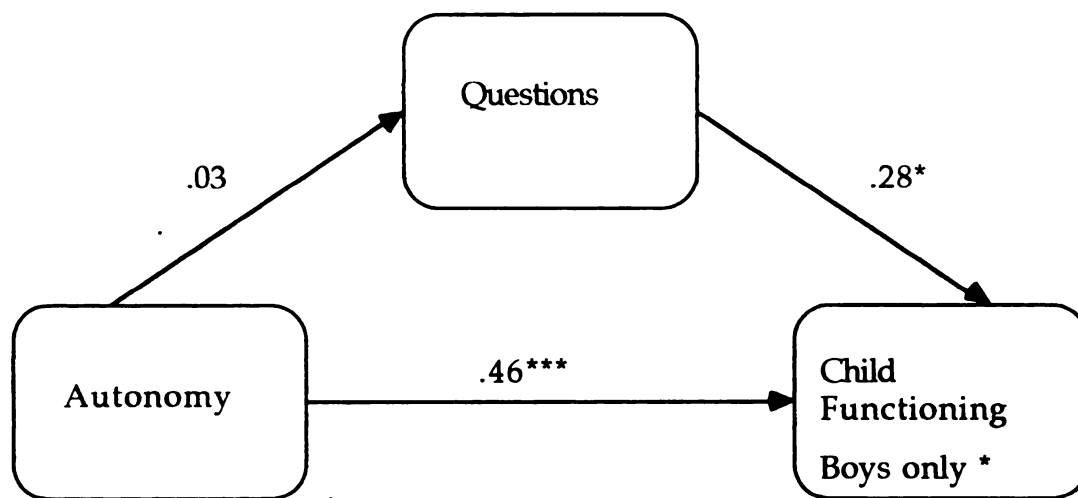 Questions
.03
.28*
Autonomy
.46***
Child
Functioning
Boys only *